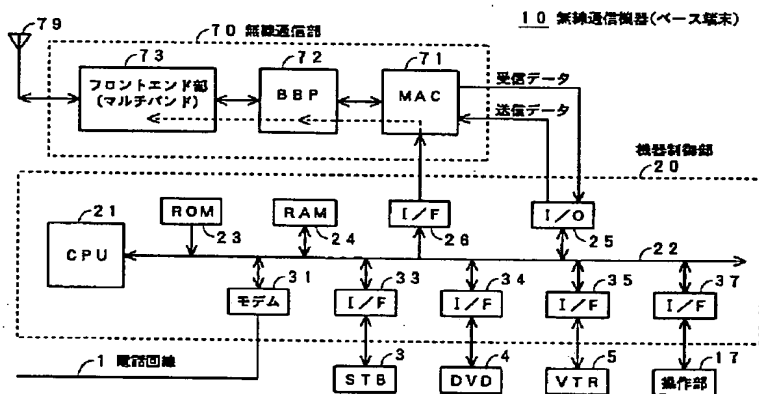 10 無線通信機器(ベース端末)
79
70 無線通信部
73
フロントエンド部
(マルチバンド)
72
BBP
71
MAC
受信データ
送信データ
機器制御部
20
21
CPU
ROM
23
RAM
24
I/F
26
I/O
25
22
31
モデム
33
I/F
34
I/F
35
I/F
37
I/F
1 電話回線
3
STB
4
DVD
5
VTR
17
操作部